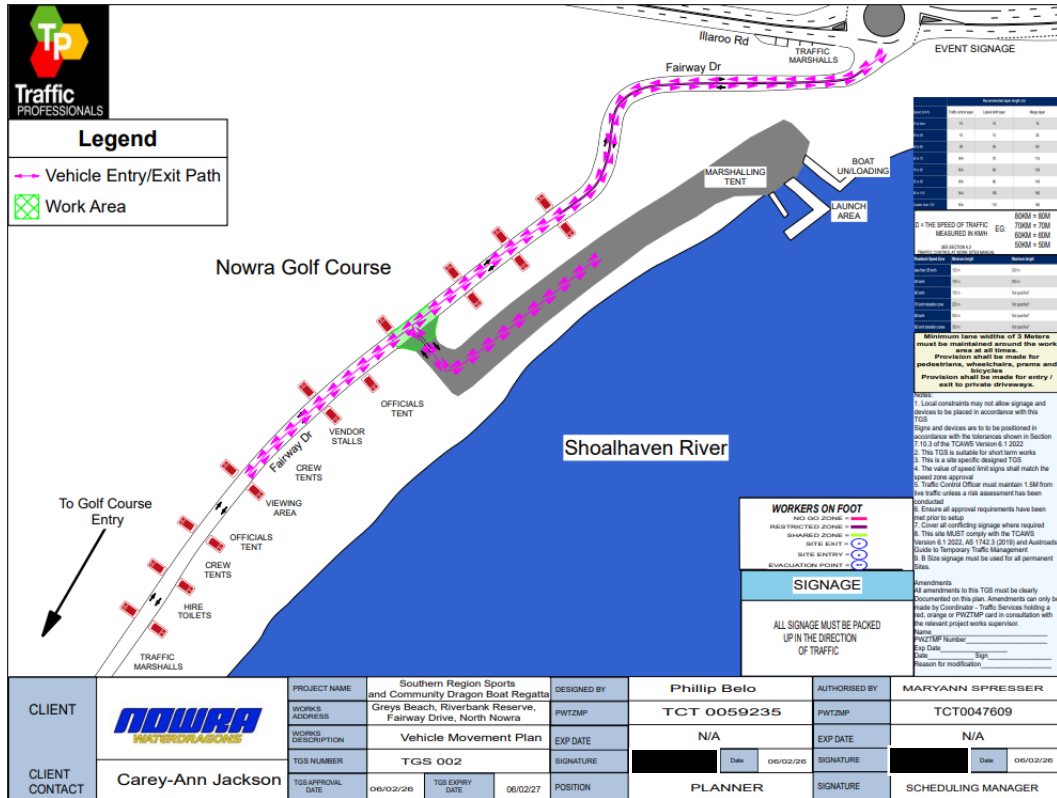 TP
Traffic
PROFESSIONALS
Legend
Vehicle Entry/Exit Path
Work Area
Illaroo Rd
TRAFFIC
MARSHALLS
EVENT SIGNAGE
Fairway Dr
MARSHALLING
TENT
BOAT
UN/LOADING
LAUNCH
AREA
Nowra Golf Course
OFFICIALS
TENT
VENDOR
STALLS
Fairway Dr
CREW
TENTS
VIEWING
AREA
OFFICIALS
TENT
CREW
TENTS
HIRE
TOILETS
TRAFFIC
MARSHALLS
To Golf Course
Entry
Shoalhaven River
Recommended taper length (m)
D = THE SPEED OF TRAFFIC
MEASURED IN KM/H
EG:
80KM = 80M
70KM = 70M
60KM = 60M
50KM = 50M
SEE SECTION 6.2
TRAFFIC CONTROL AT WORK SITES MANUAL
Minimum length
Maximum length
Minimum lane widths of 3 Meters
must be maintained around the work
area at all times.
Provision shall be made for
pedestrians, wheelchairs, prams and
bicycles
Provision shall be made for entry /
exit to private driveways.
Notes:
1. Local constraints may not allow signage and
devices to be placed in accordance with this
TGS
Signs and devices are to to be positioned in
accordance with the tolerances shown in Section
7.10.3 of the TCAWS Version 6.1 2022
2. This TGS is suitable for short term works
3. This is a site specific designed TGS
4. The value of speed limit signs shall match the
speed zone approval
5. Traffic Control Officer must maintain 1.5M from
live traffic unless a risk assessment has been
conducted
6. Ensure all approval requirements have been
met prior to setup
7. Cover all conflicting signage where required
8. This site MUST comply with the TCAWS
Version 6.1 2022, AS 1742.3 (2019) and Austroads
Guide to Temporary Traffic Management
9. B Size signage must be used for all permanent
Sites.
Amendments
All amendments to this TGS must be clearly
Documented on this plan. Amendments can only be
made by Coordinator - Traffic Services holding a
red, orange or PWZTMP card in consultation with
the relevant project works supervisor.
Name
PWZTMP Number
Exp Date
Date Sign
Reason for modification
WORKERS ON FOOT
NO GO ZONE =
RESTRICTED ZONE =
SHARED ZONE =
SITE EXIT =
SITE ENTRY =
EVACUATION POINT =
SIGNAGE
ALL SIGNAGE MUST BE PACKED
UP IN THE DIRECTION
OF TRAFFIC
CLIENT
NOWRA
WATERDRAGONS
CLIENT
CONTACT
Carey-Ann Jackson
PROJECT NAME
Southern Region Sports
and Community Dragon Boat Regatta
WORKS
ADDRESS
Greys Beach, Riverbank Reserve,
Fairway Drive, North Nowra
WORKS
DESCRIPTION
Vehicle Movement Plan
TGS NUMBER
TGS 002
TGS APPROVAL
DATE
06/02/26
TGS EXPIRY
DATE
06/02/27
DESIGNED BY
Phillip Belo
PWTZMP
TCT 0059235
EXP DATE
N/A
SIGNATURE
Date
06/02/26
POSITION
PLANNER
AUTHORISED BY
MARYANN SPRESSER
PWTZMP
TCT0047609
EXP DATE
N/A
SIGNATURE
Date
06/02/26
SIGNATURE
SCHEDULING MANAGER